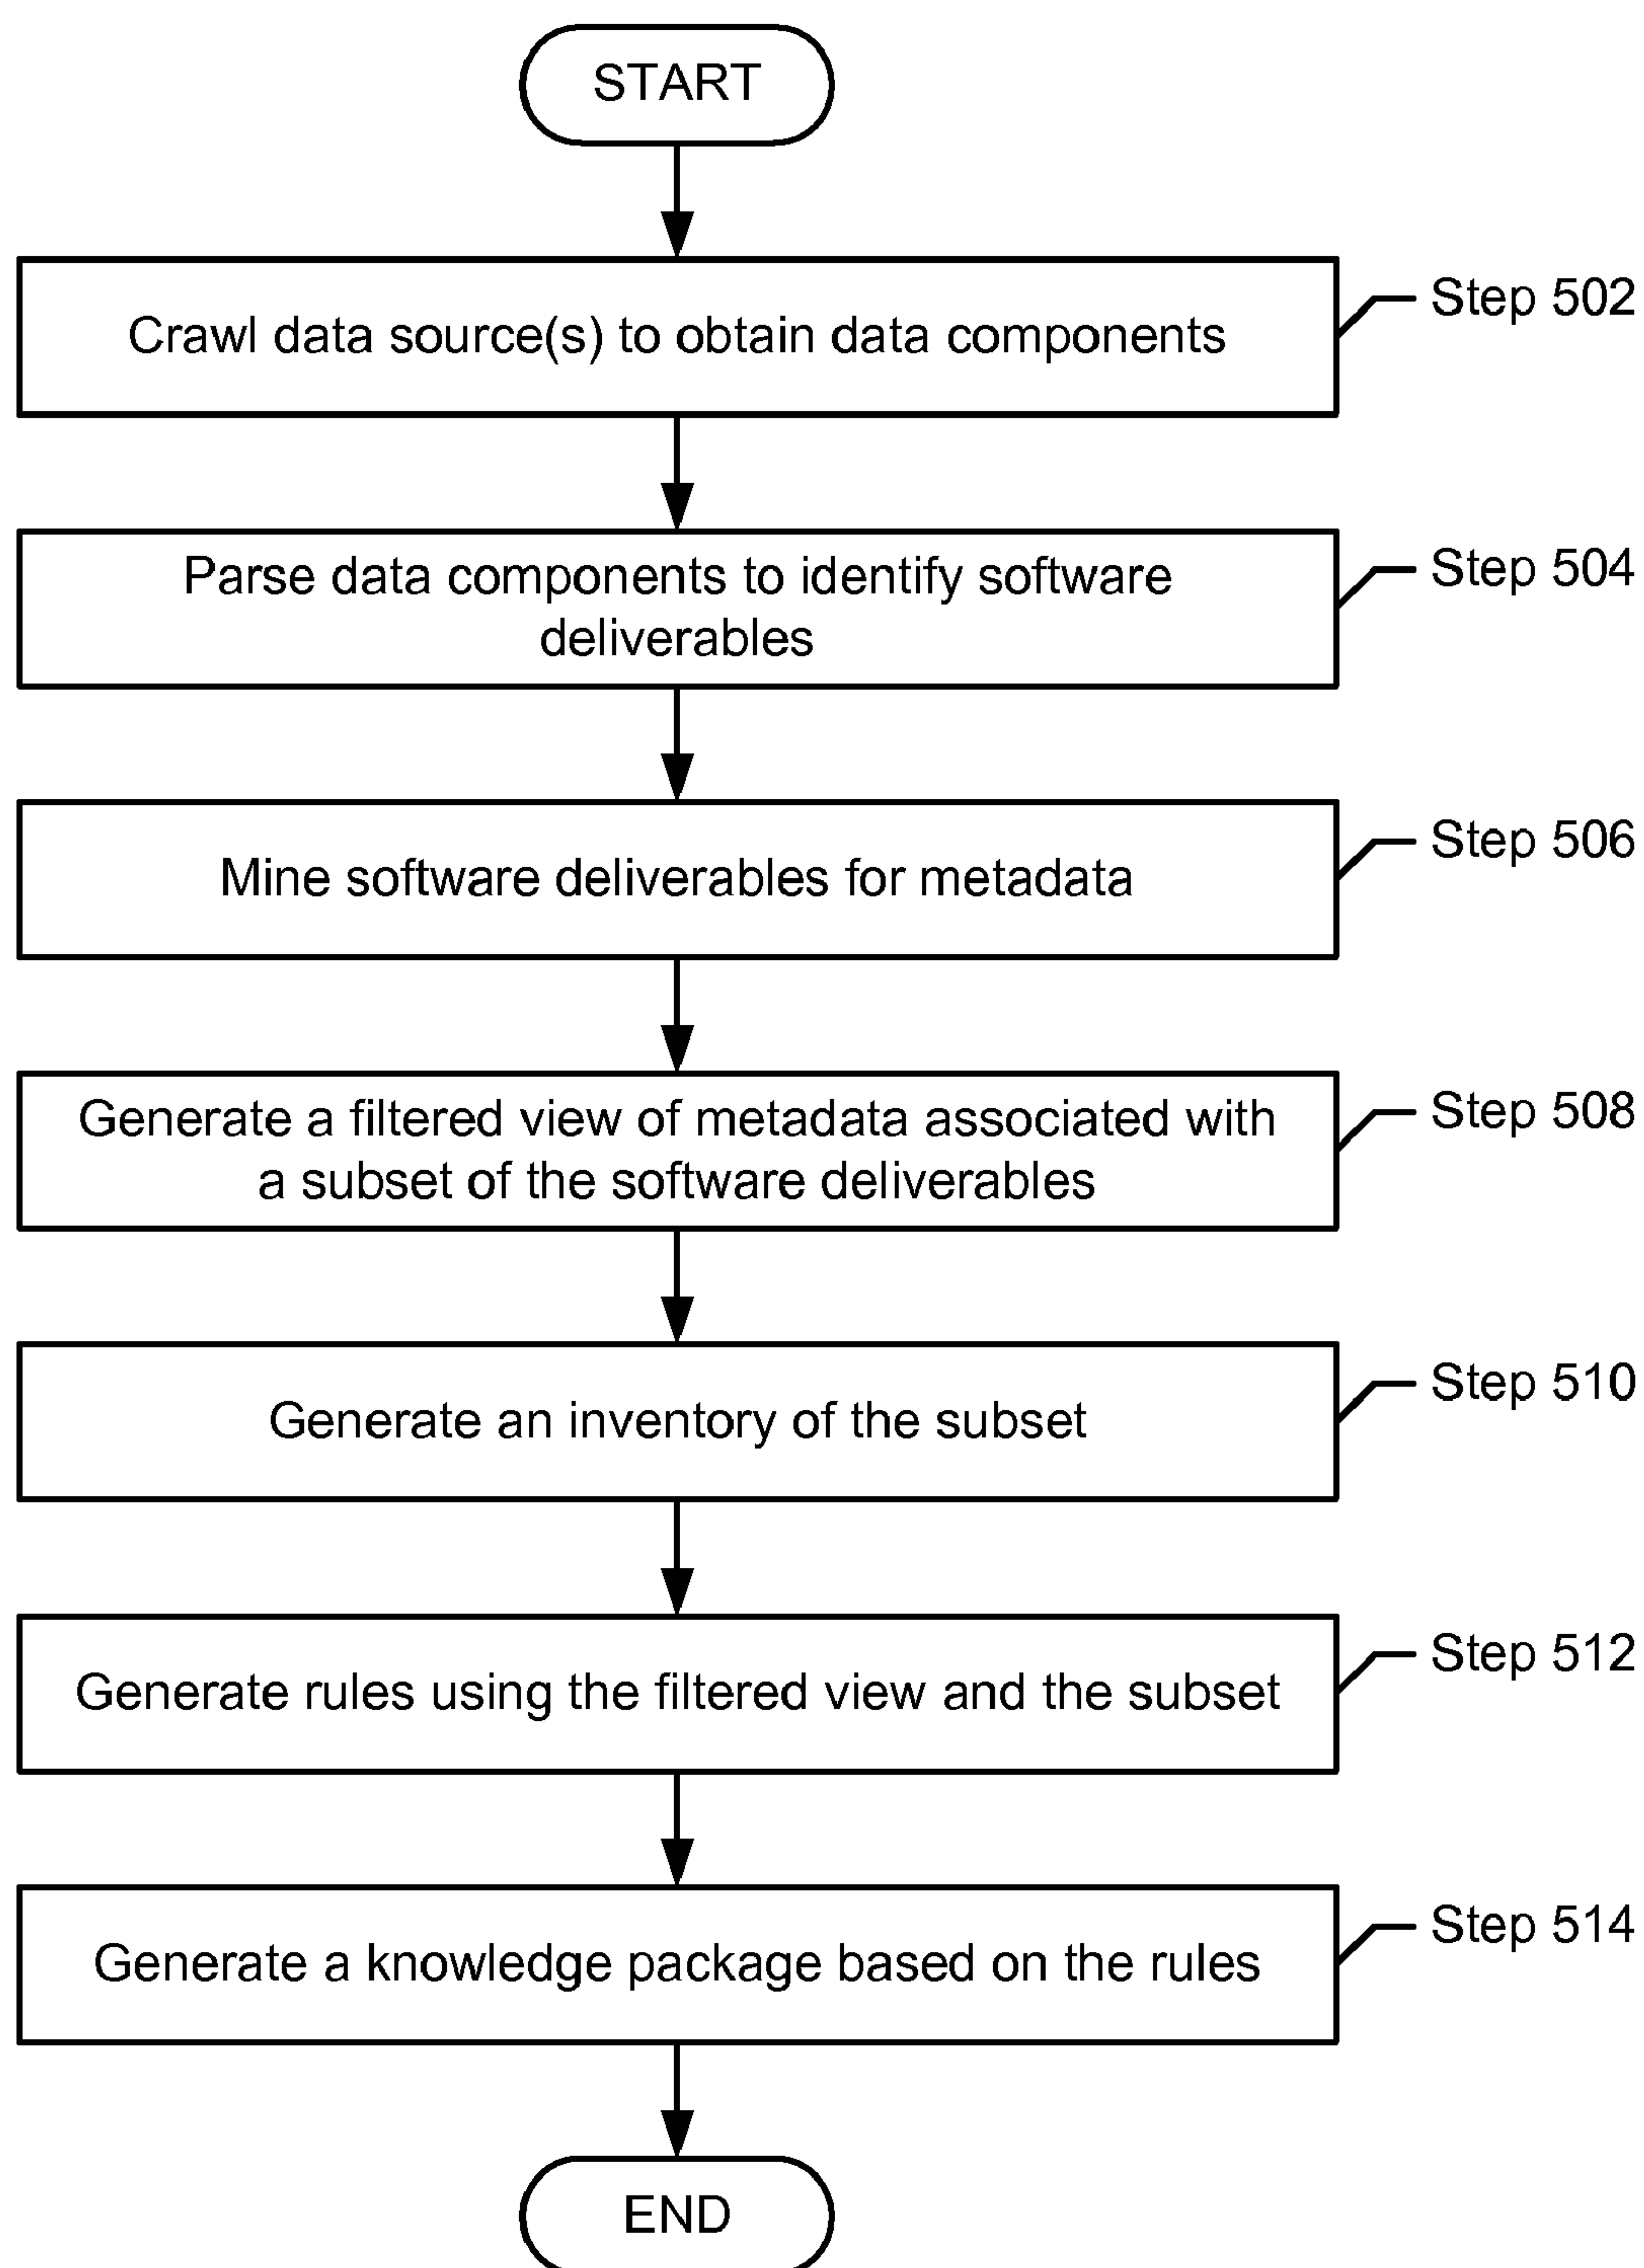 START
Crawl data source(s) to obtain data components
Step 502
Parse data components to identify software
deliverables
Step 504
Mine software deliverables for metadata
Step 506
Generate a filtered view of metadata associated with
a subset of the software deliverables
Step 508
Generate an inventory of the subset
Step 510
Generate rules using the filtered view and the subset
Step 512
Generate a knowledge package based on the rules
Step 514
END